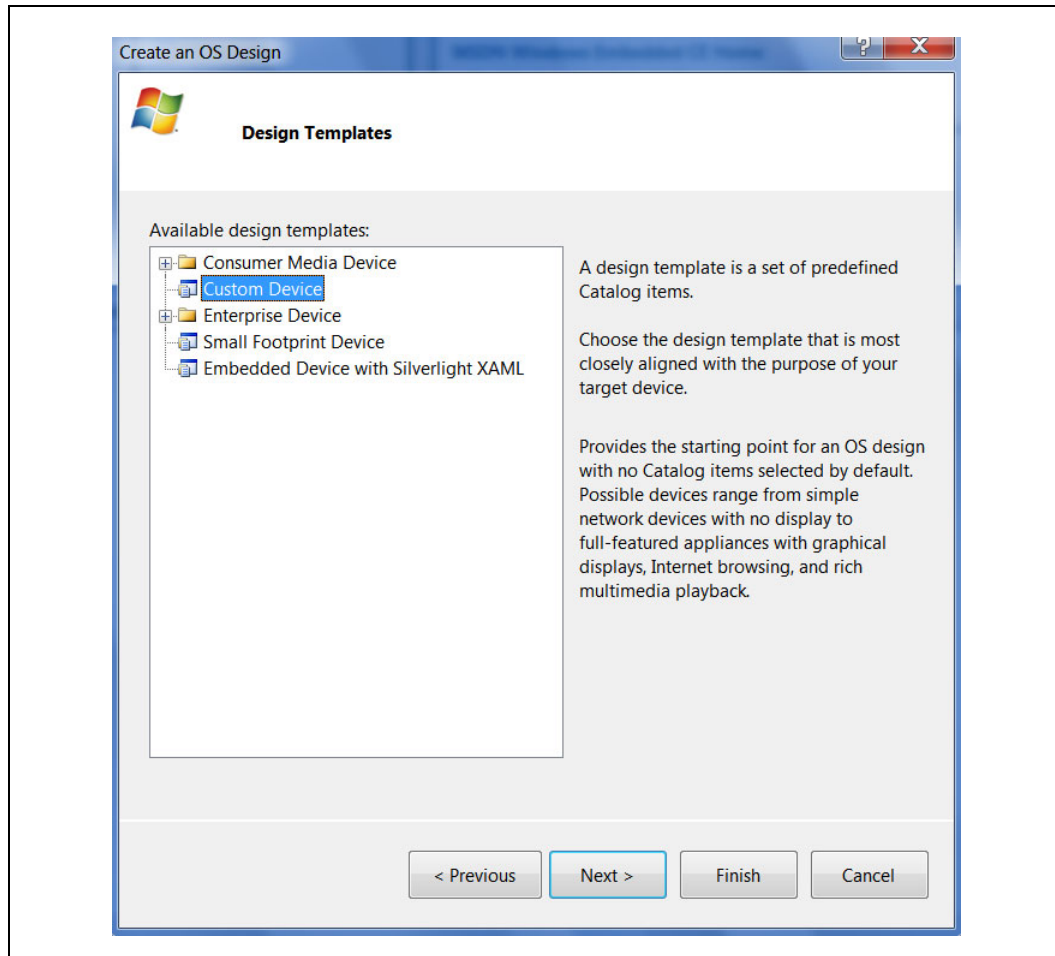 Create an OS Design
?
X
Design Templates
Available design templates:
Consumer Media Device
Custom Device
Enterprise Device
Small Footprint Device
Embedded Device with Silverlight XAML
A design template is a set of predefined
Catalog items.
Choose the design template that is most
closely aligned with the purpose of your
target device.
Provides the starting point for an OS design
with no Catalog items selected by default.
Possible devices range from simple
network devices with no display to
full-featured appliances with graphical
displays, Internet browsing, and rich
multimedia playback.
< Previous
Next >
Finish
Cancel